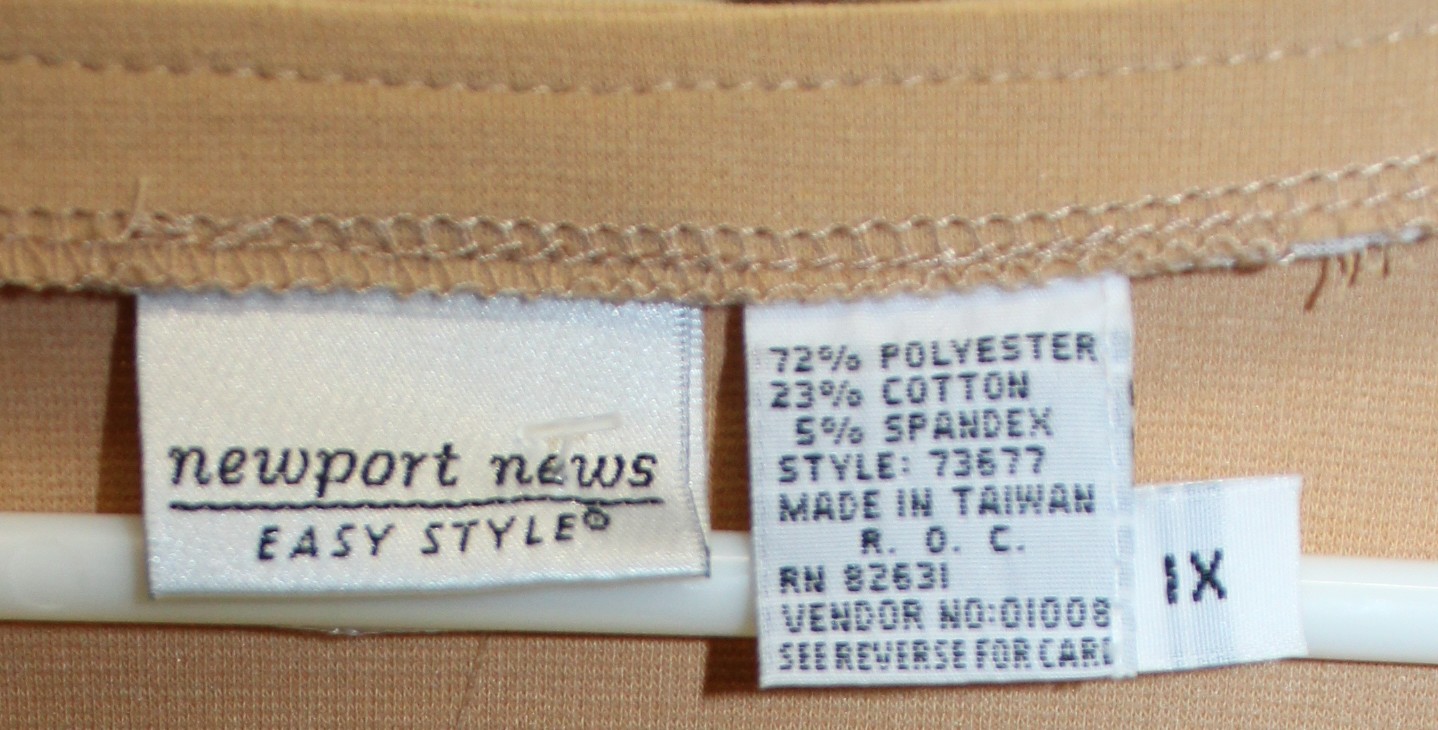 newport news
EASY STYLE®
72% POLYESTER
23% COTTON
5% SPANDEX
STYLE: 73677
MADE IN TAIWAN
R. O. C.
RN 82631
VENDOR NO:01008
SEE REVERSE FOR CARE
1X